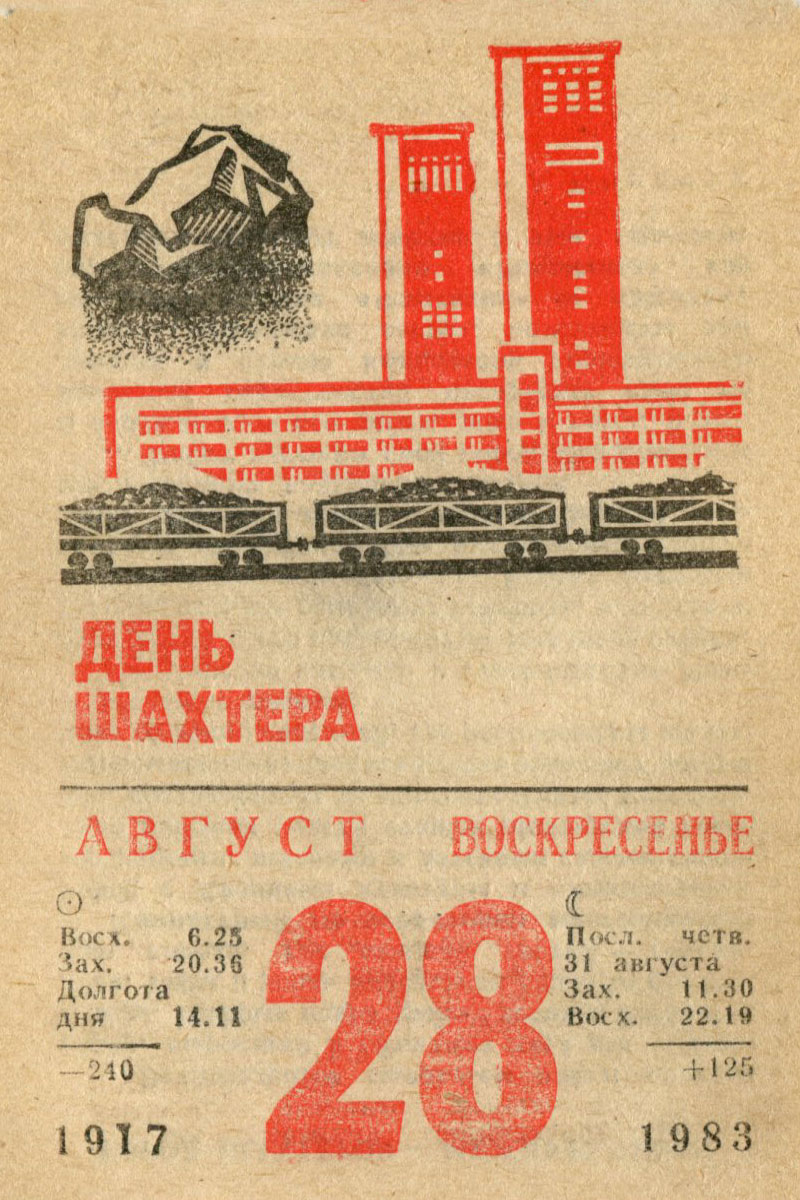 ДЕНЬ
ШАХТЕРА
АВГУСТ ВОСКРЕСЕНЬЕ
Восх. 6.25
Зах. 20.36
Долгота
дня 14.11
—240
1917
28
Посл. четв.
31 августа
Зах. 11.30
Восх. 22.19
+125
1983